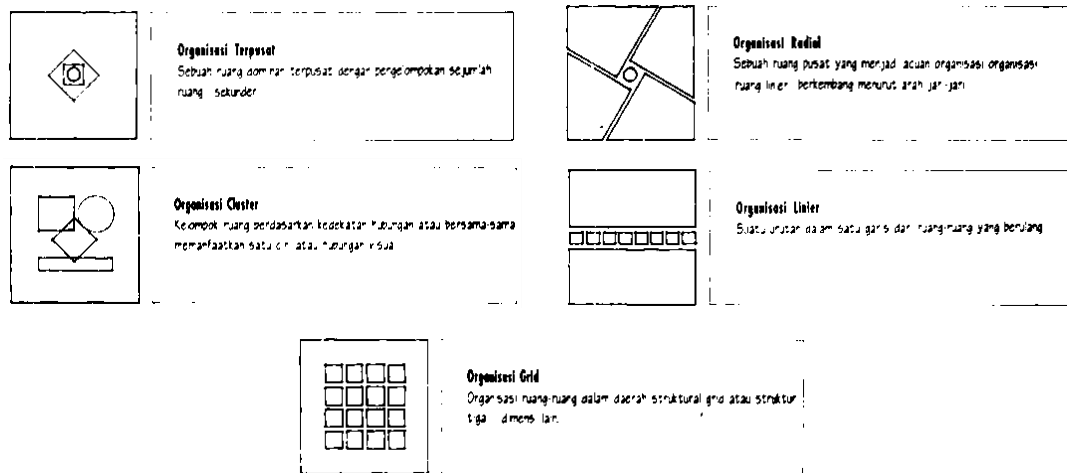 Organisasi Terpusat
Sebuah ruang dominan terpusat dengan pengelompokan sejumlah
ruang sekunder
Organisasi Radial
Sebuah ruang pusat yang menjadi acuan organisasi organisasi
ruang linier berkembang menurut arah jari-jari
Organisasi Cluster
Kelompok ruang berdasarkan kedekatan hubungan atau bersama-sama
memanfaatkan satu ciri atau hubungan visual
Organisasi Linier
Suatu urutan dalam satu garis dari ruang-ruang yang berulang
Organisasi Grid
Organisasi ruang-ruang dalam daerah struktural grid atau struktur
tiga dimensi lain